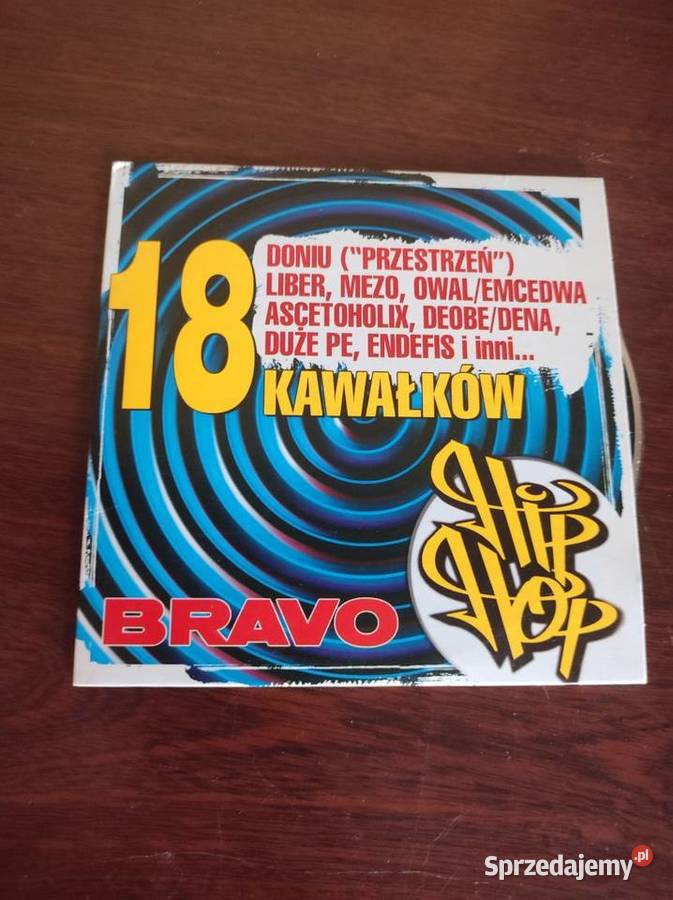 18
DONIU ("PRZESTRZEŃ")
LIBER, MEZO, OWAL/EMCEDWA
ASCETOHOLIX, DEOBE/DENA,
DUŻE PE, ENDEFIS i inni...
KAWAŁKÓW
HIP
HOP
BRAVO
Sprzedajemy.pl